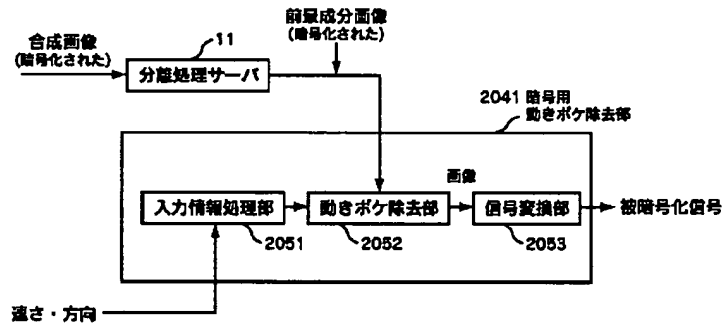 前景成分画像
(暗号化された)
合成画像
(暗号化された)
11
分離処理サーバ
2041 暗号用
動きボケ除去部
画像
入力情報処理部
動きボケ除去部
信号変換部
被暗号化信号
2051
2052
2053
速さ・方向